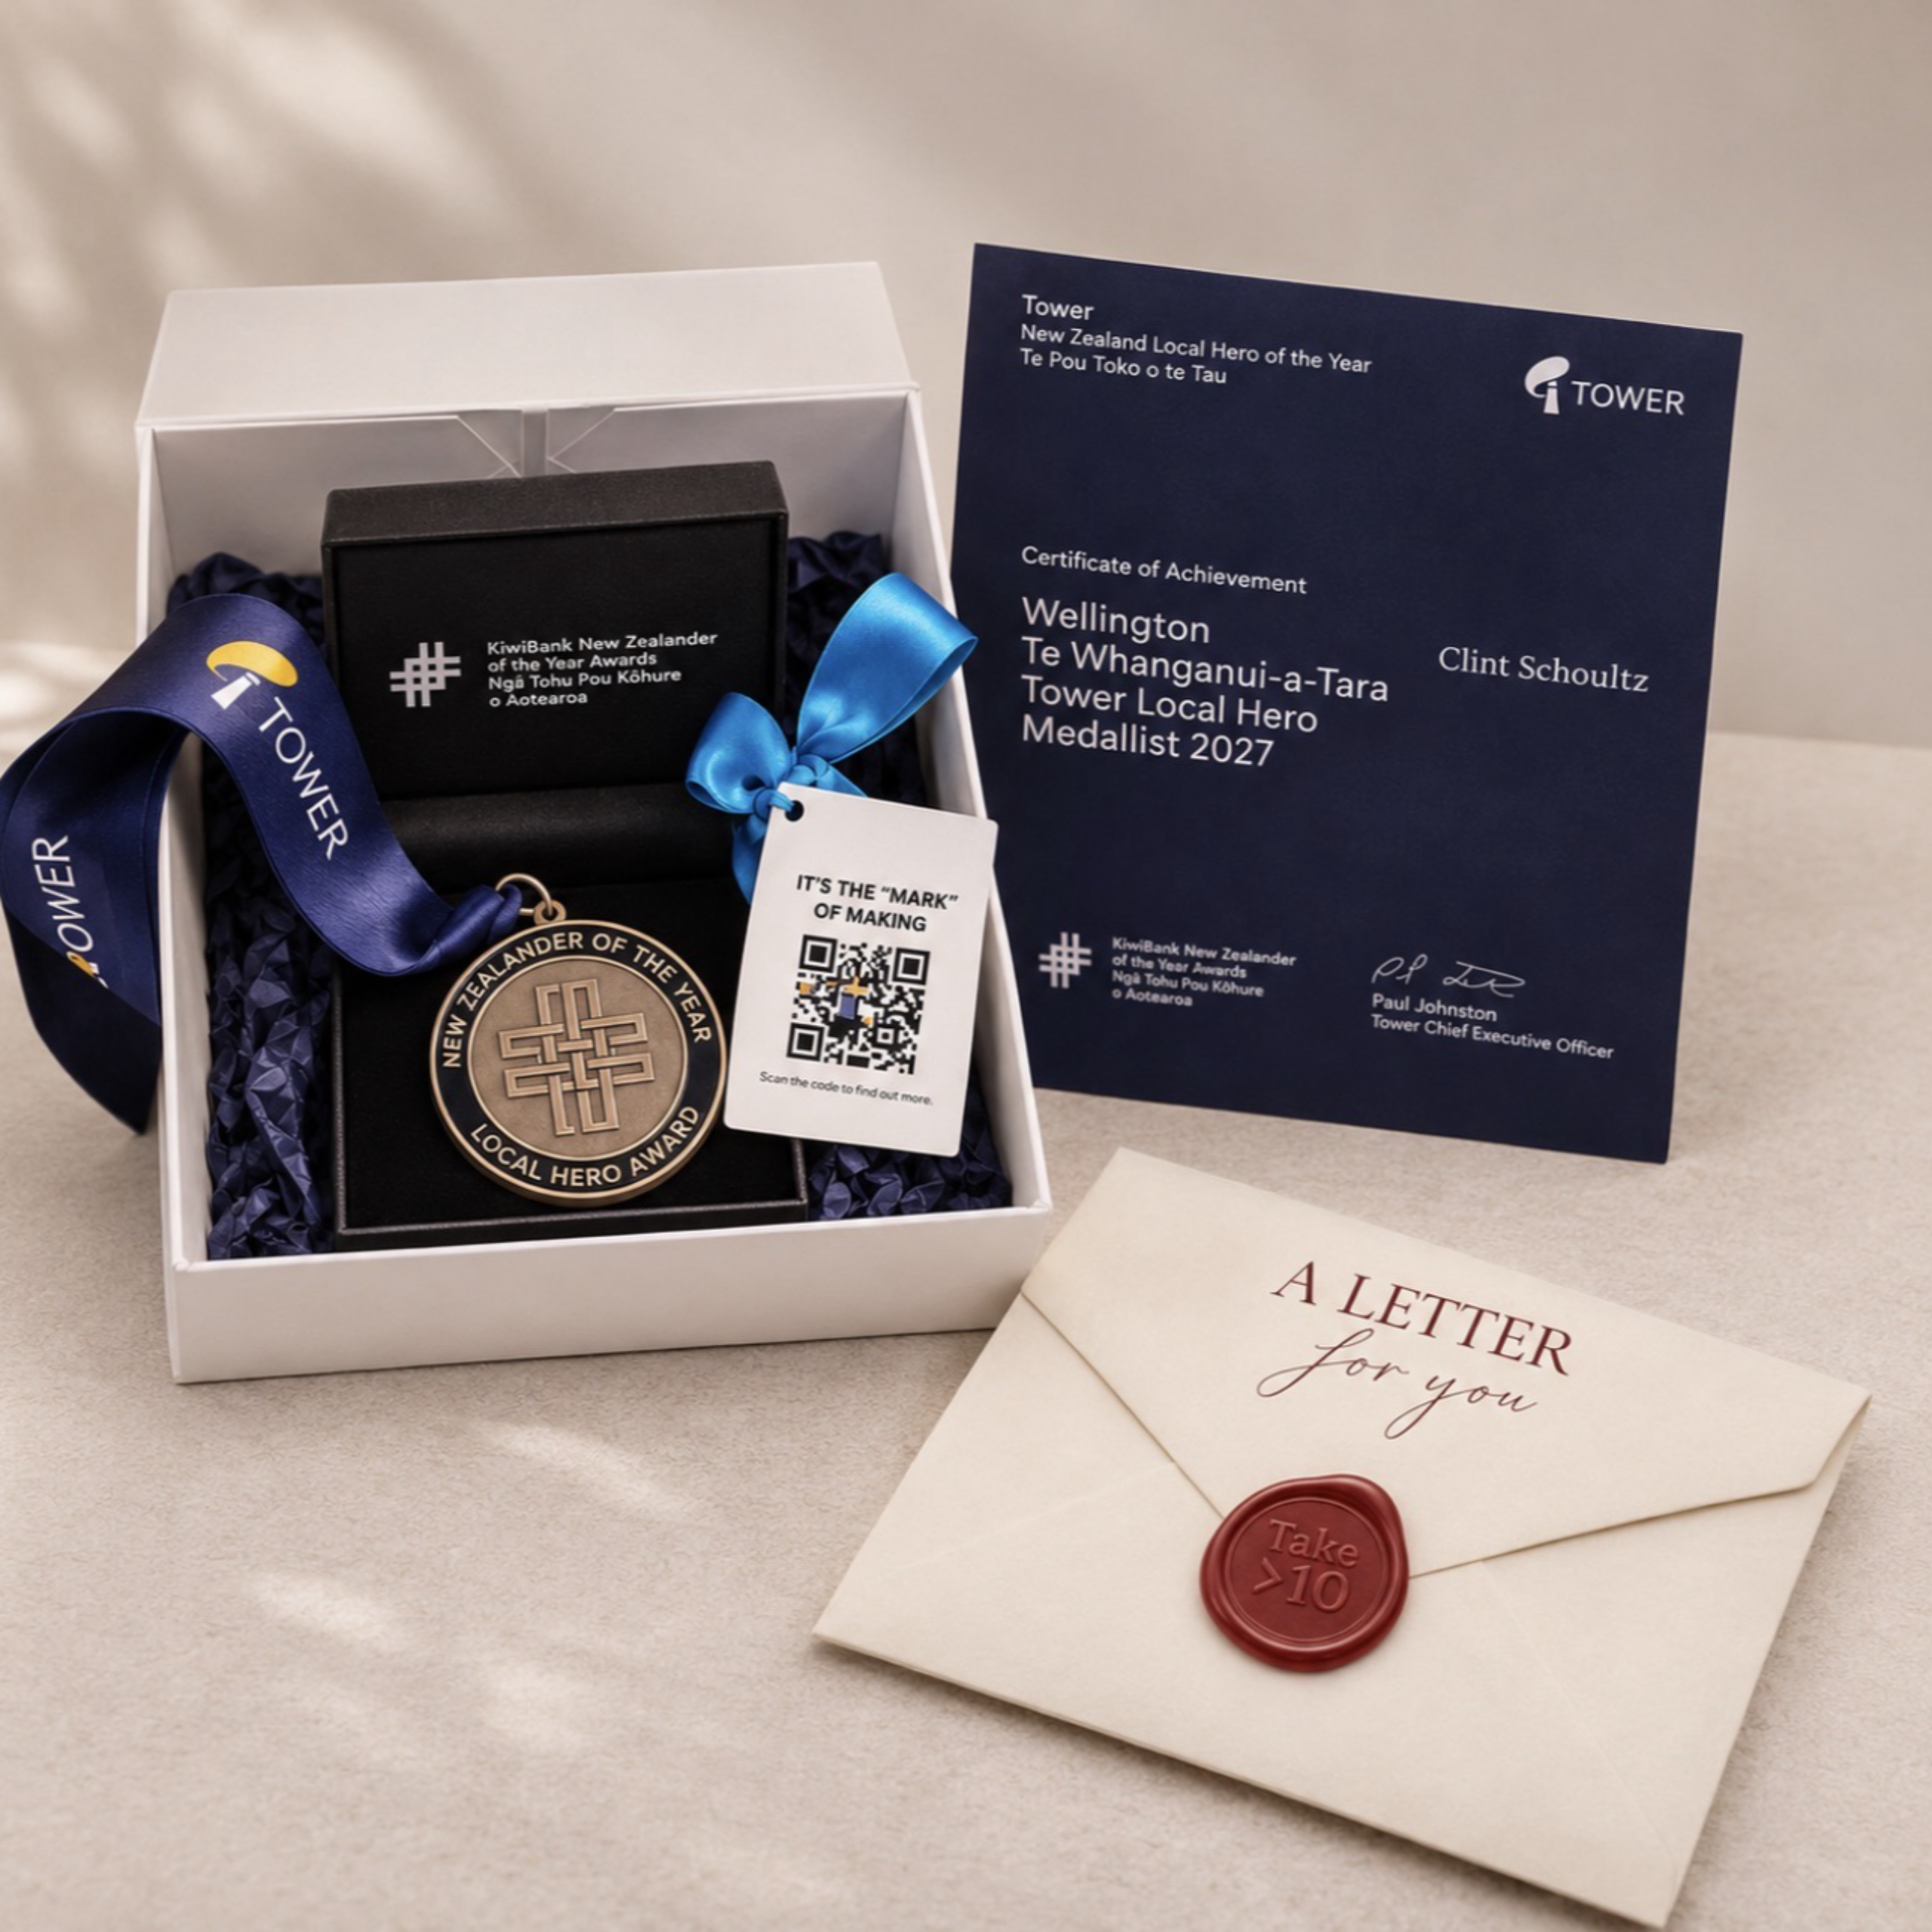 TOWER
TOWER
KiwiBank New Zealander
of the Year Awards
Ngā Tohu Pou Kōhure
o Aotearoa
NEW ZEALANDER OF THE YEAR
LOCAL HERO AWARD
IT'S THE “MARK”
OF MAKING
Scan the code to find out more.
Tower
New Zealand Local Hero of the Year
Te Pou Toko o te Tau
TOWER
Certificate of Achievement
Wellington
Te Whanganui-a-Tara
Tower Local Hero
Medallist 2027
Clint Schoultz
KiwiBank New Zealander
of the Year Awards
Ngā Tohu Pou Kōhure
o Aotearoa
Paul Johnston
Tower Chief Executive Officer
A LETTER
for you
Take
>10